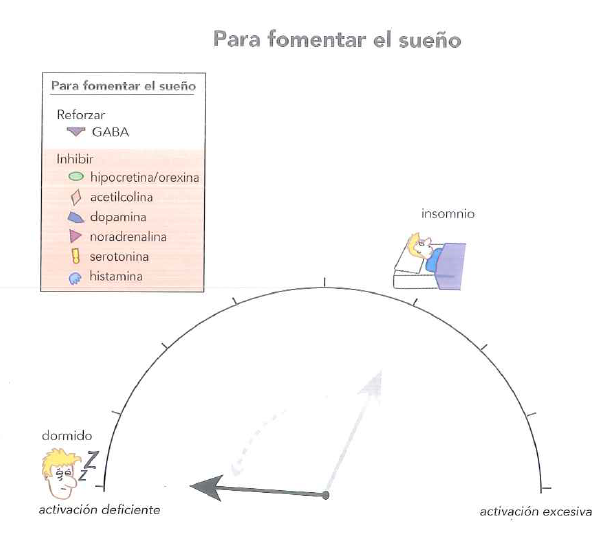 Para fomentar el sueño
Para fomentar el sueño
Reforzar
GABA
Inhibir
hipocretina/orexina
acetilcolina
dopamina
noradrenalina
serotonina
histamina
insomnio
dormido
Z
z
activación deficiente
activación excesiva